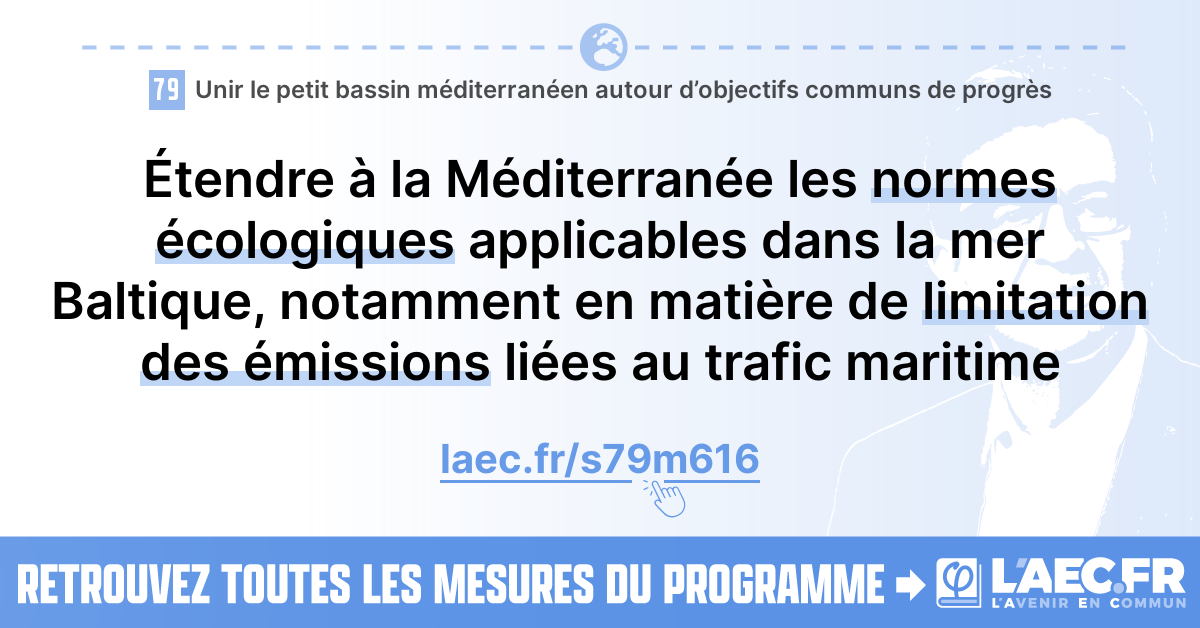 79 Unir le petit bassin méditerranéen autour d’objectifs communs de progrès
Étendre à la Méditerranée les normes
écologiques applicables dans la mer
Baltique, notamment en matière de limitation
des émissions liées au trafic maritime
laec.fr/s79m616
RETROUVEZ TOUTES LES MESURES DU PROGRAMME
φ L'AEC.FR
L'AVENIR EN COMMUN